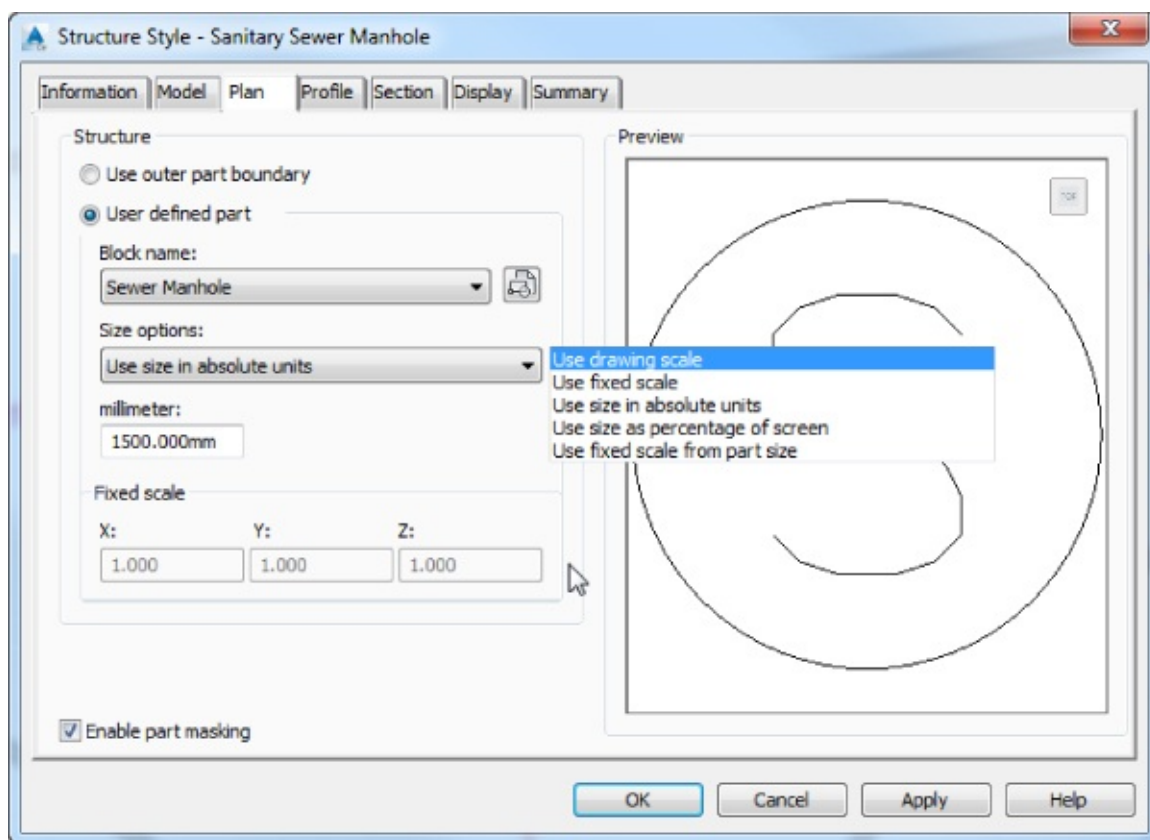 Structure Style - Sanitary Sewer Manhole
Information Model Plan Profile Section Display Summary
Structure
Use outer part boundary
User defined part
Block name:
Sewer Manhole
Size options:
Use size in absolute units
millimeter:
1500.000mm
Fixed scale
X: Y: Z:
1.000 1.000 1.000
Enable part masking
Preview
TOP
Use drawing scale
Use fixed scale
Use size in absolute units
Use size as percentage of screen
Use fixed scale from part size
OK Cancel Apply Help